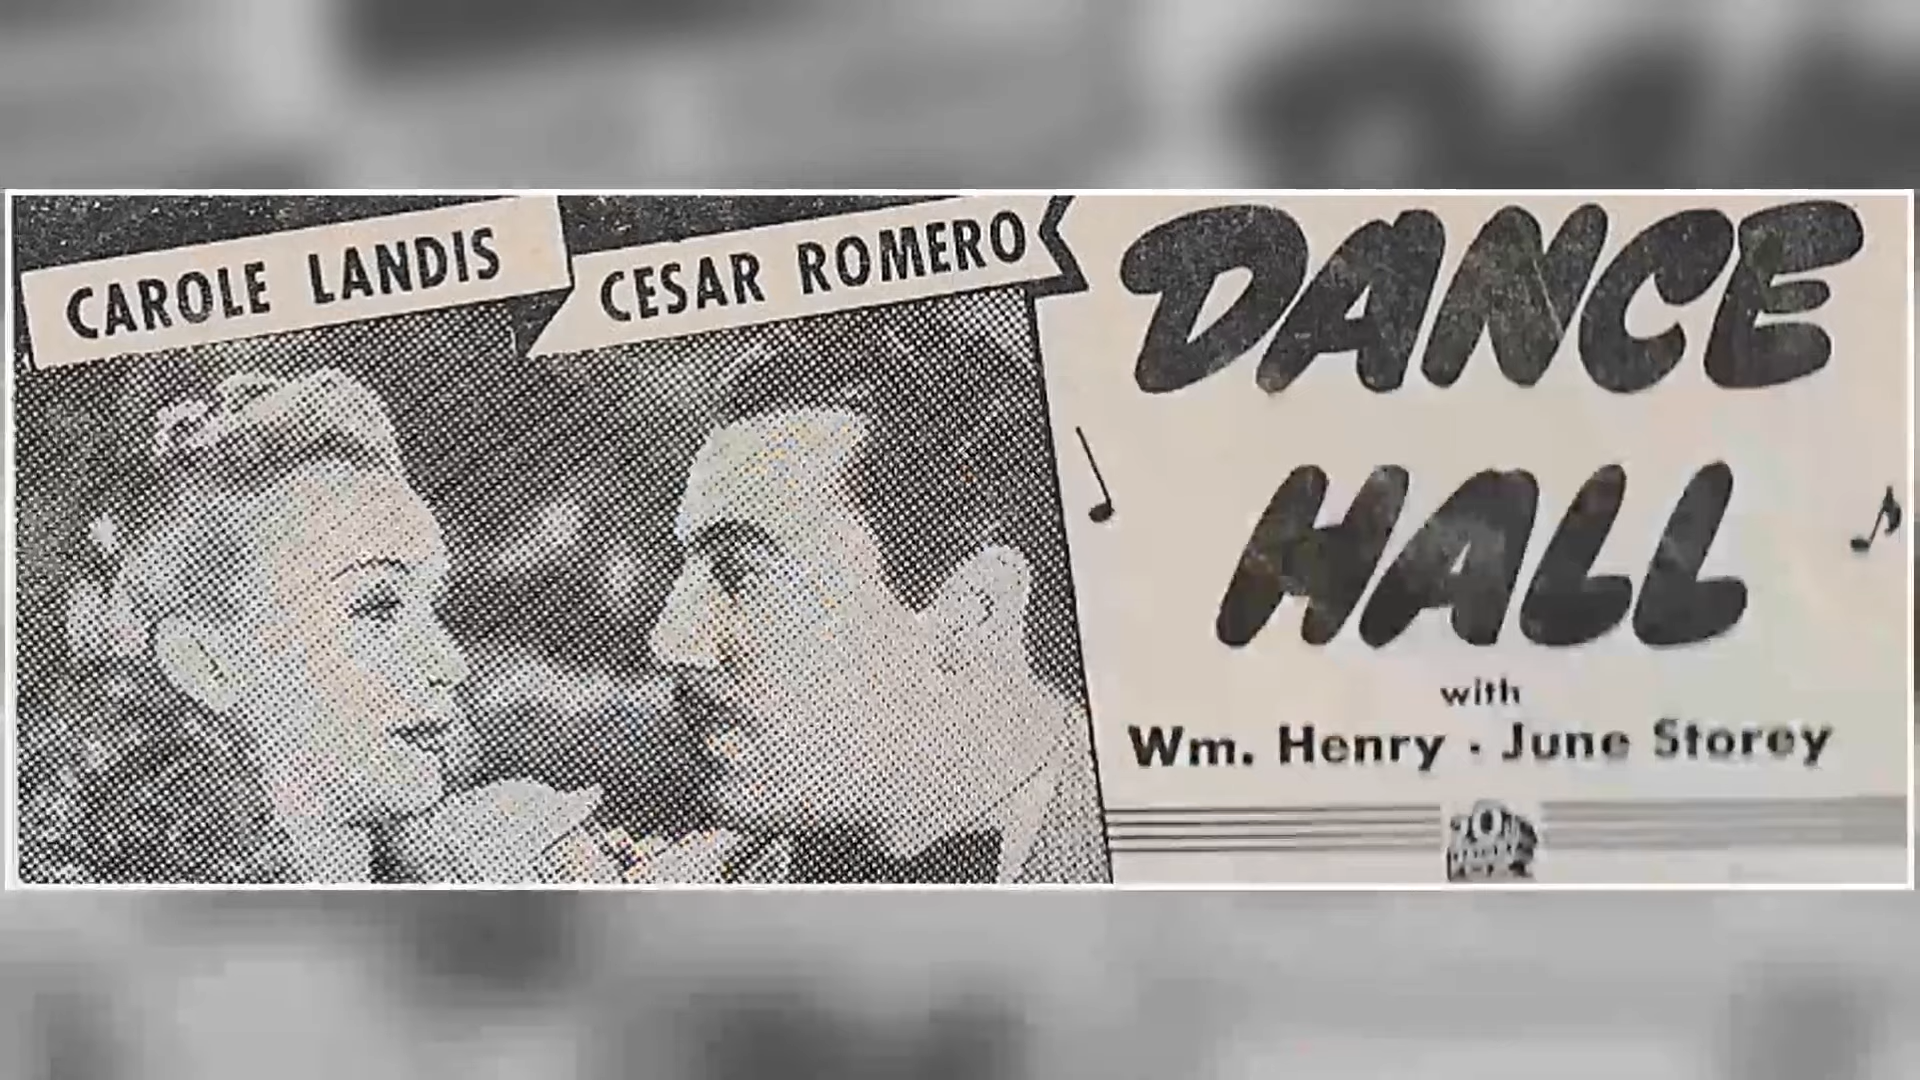 CAROLE LANDIS
CESAR ROMERO
DANCE
HALL
with
Wm. Henry · June Storey